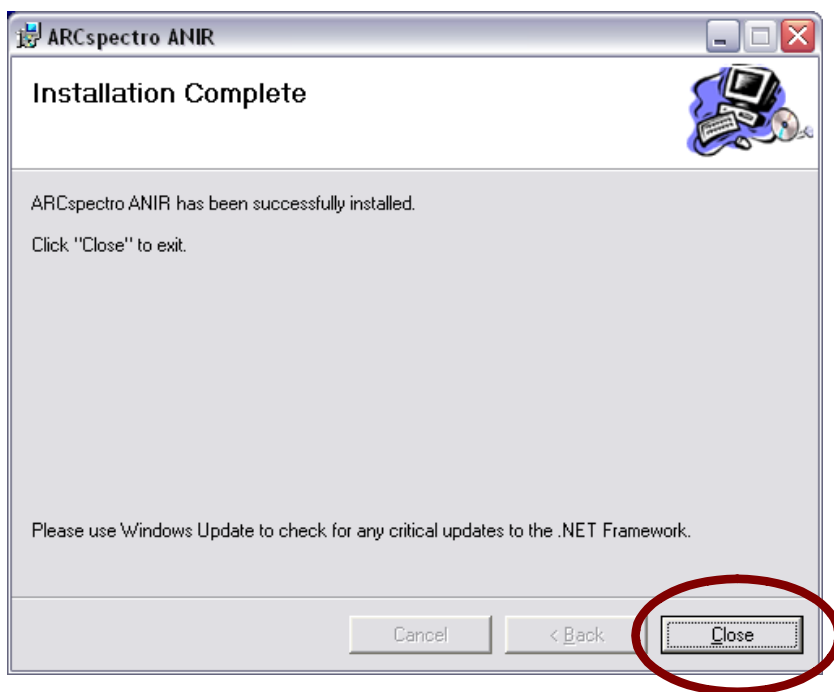 ARCspectro ANIR
Installation Complete
ARCspectro ANIR has been successfully installed.
Click "Close" to exit.
Please use Windows Update to check for any critical updates to the .NET Framework.
Cancel < Back Close